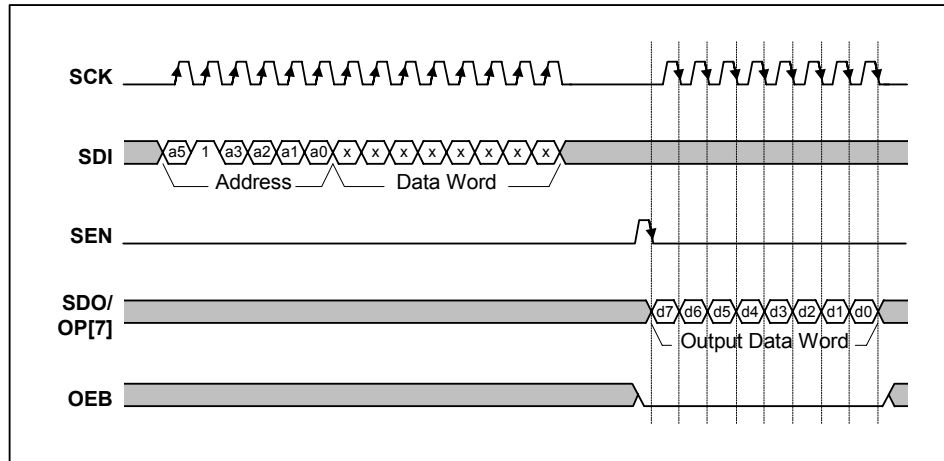 SCK
SDI
a5 1 a3 a2 a1 a0 x x x x x x x x
Address Data Word
SEN
SDO/
OP[7]
d7 d6 d5 d4 d3 d2 d1 d0
Output Data Word
OEB